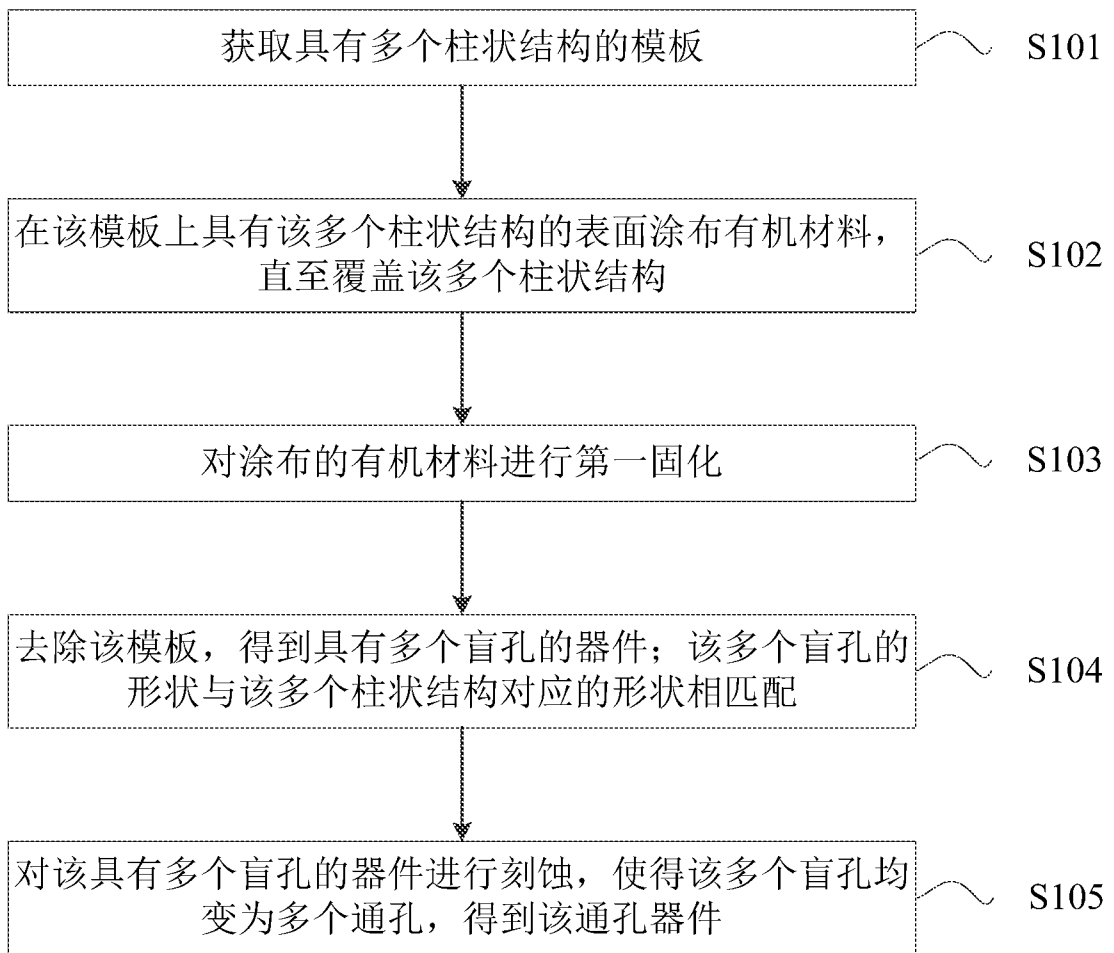 获取具有多个柱状结构的模板
S101
在该模板上具有该多个柱状结构的表面涂布有机材料，
直至覆盖该多个柱状结构
S102
对涂布的有机材料进行第一固化
S103
去除该模板，得到具有多个盲孔的器件；该多个盲孔的
形状与该多个柱状结构对应的形状相匹配
S104
对该具有多个盲孔的器件进行刻蚀，使得该多个盲孔均
变为多个通孔，得到该通孔器件
S105